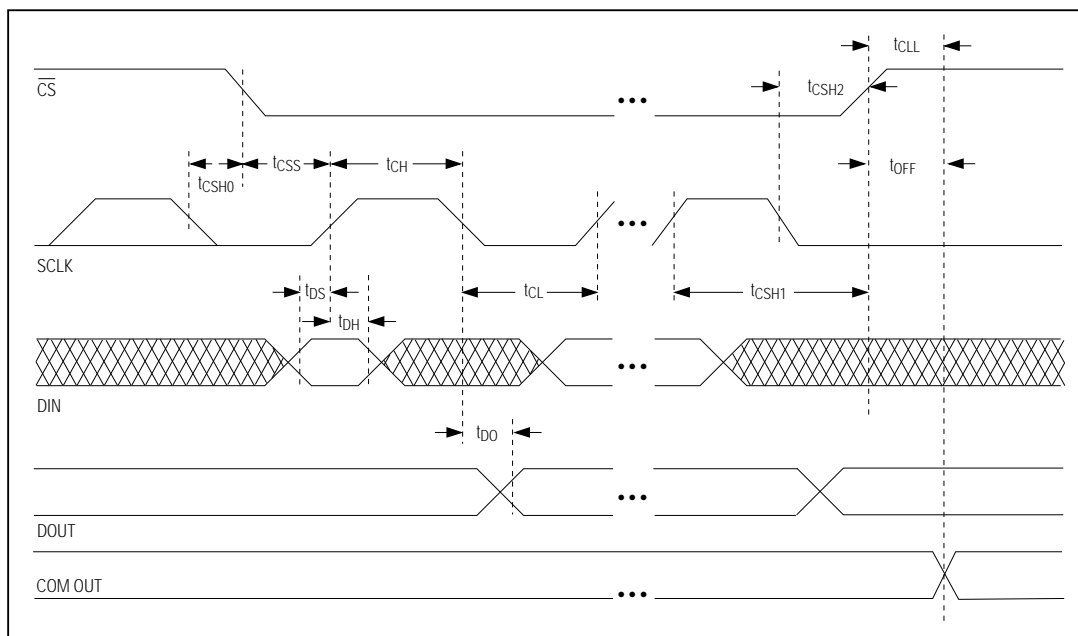 tCLL
CS
tCSH2
tCSS
tCH
tOFF
tCSH0
SCLK
tDS
tCL
tCSH1
tDH
DIN
tDO
DOUT
COM OUT